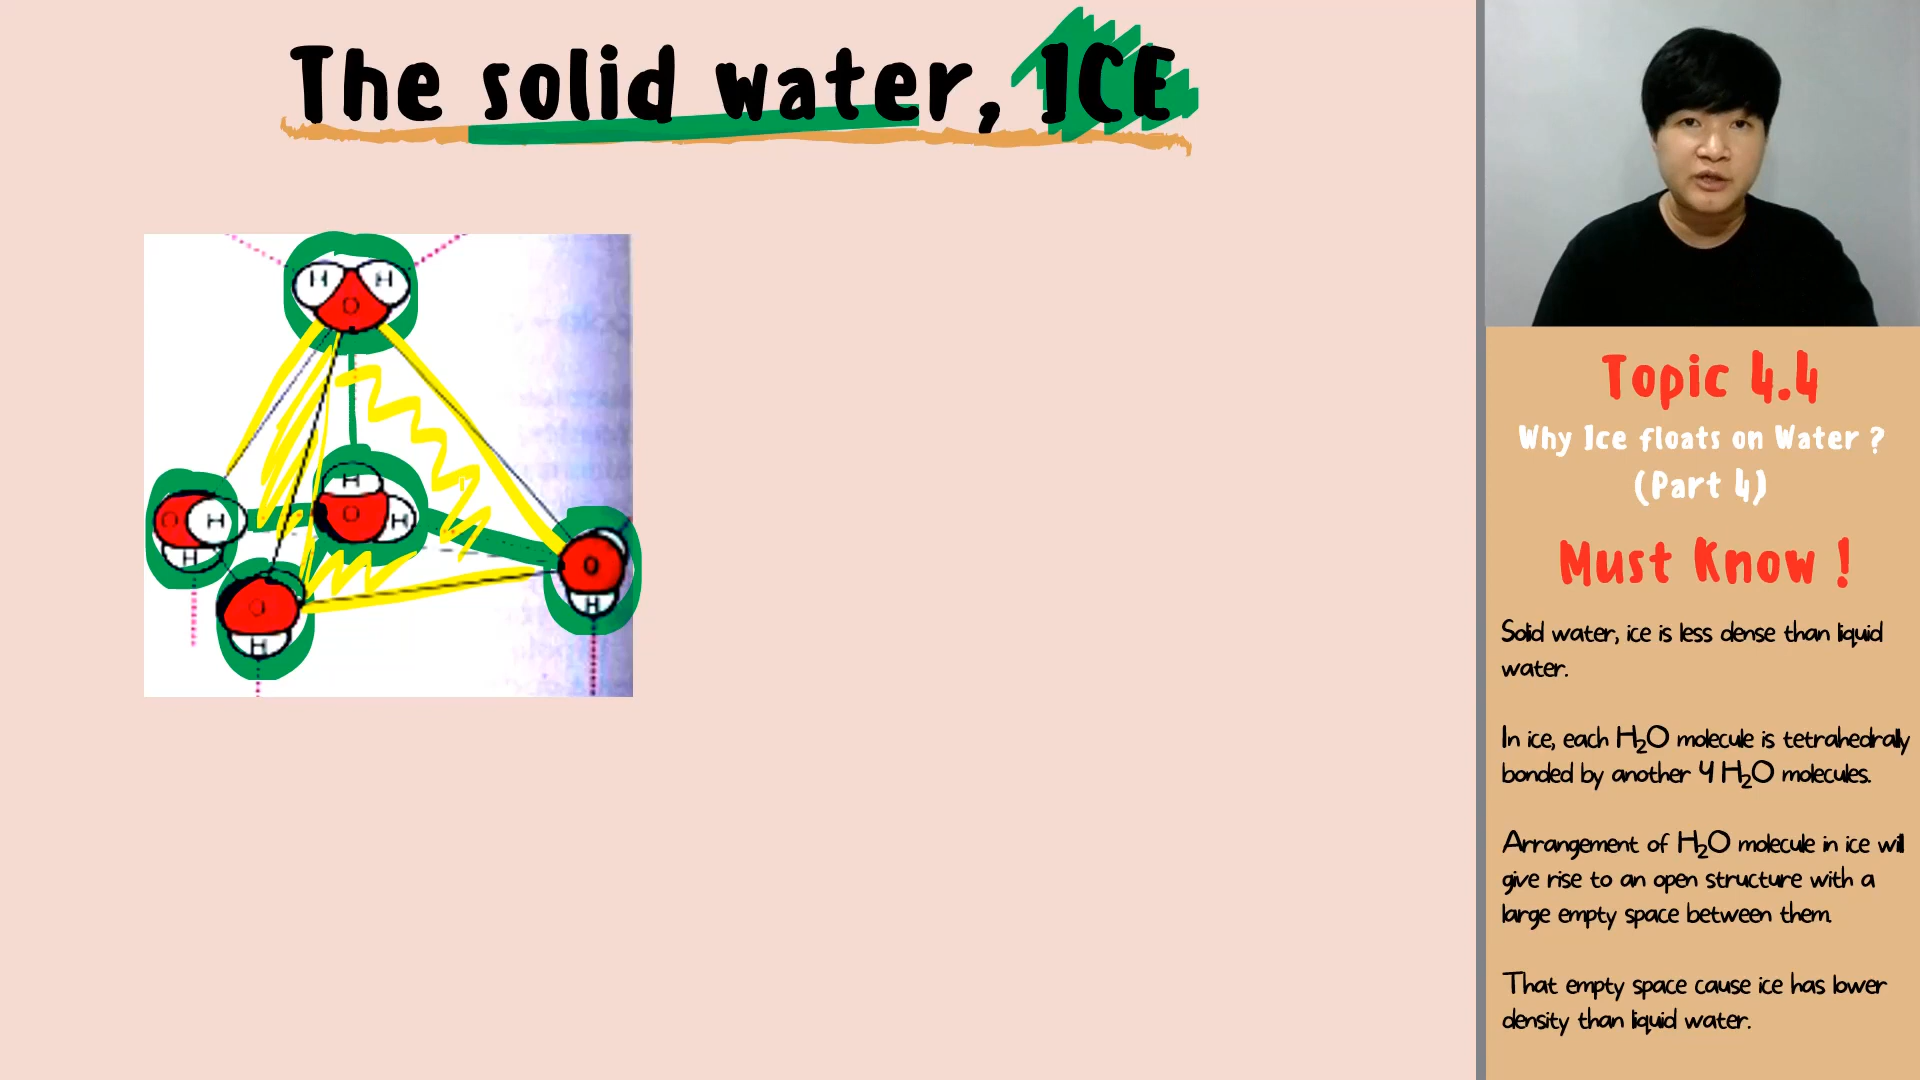 The solid water, ICE
H H
O
H
O H
O H
H
O
H
O
H
Topic 4.4
Why Ice floats on Water ?
(Part 4)
Must Know !
Solid water, ice is less dense than liquid
water.
In ice, each H₂O molecule is tetrahedrally
bonded by another 4 H₂O molecules.
Arrangement of H₂O molecule in ice will
give rise to an open structure with a
large empty space between them.
That empty space cause ice has lower
density than liquid water.